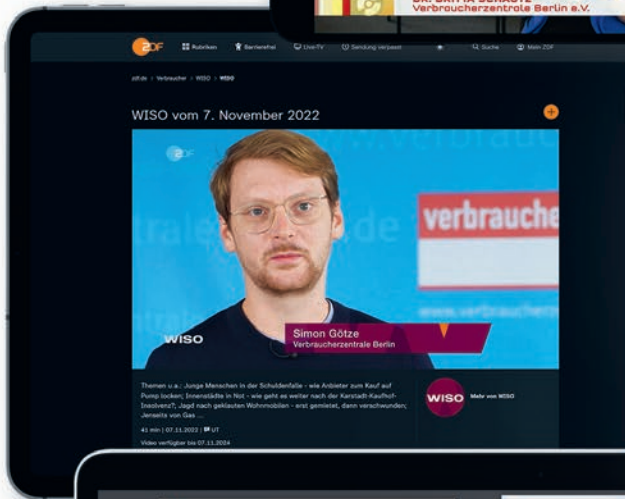 Verbraucherzentrale Berlin e.V.
ZDF Rubriken Barrierefrei Live-TV Sendung verpasst Suche Mein ZDF
zdf.de Verbraucher WISO WISO
WISO vom 7. November 2022
ZDF
verbrauche
WISO
Simon Götze
Verbraucherzentrale Berlin
Themen u.a.: Junge Menschen in der Schuldenfalle - wie Anbieter zum Kauf auf
Pump locken; Innenstädte in Not - wie geht es weiter nach der Karstadt-Kaufhof-
Insolvenz?; Jagd nach geklauten Wohnmobilen - erst gemietet, dann verschwunden;
Jenseits von Gas ...
WISO Mehr von WISO
41 min | 07.11.2022 | UT
Video verfügbar bis 07.11.2024